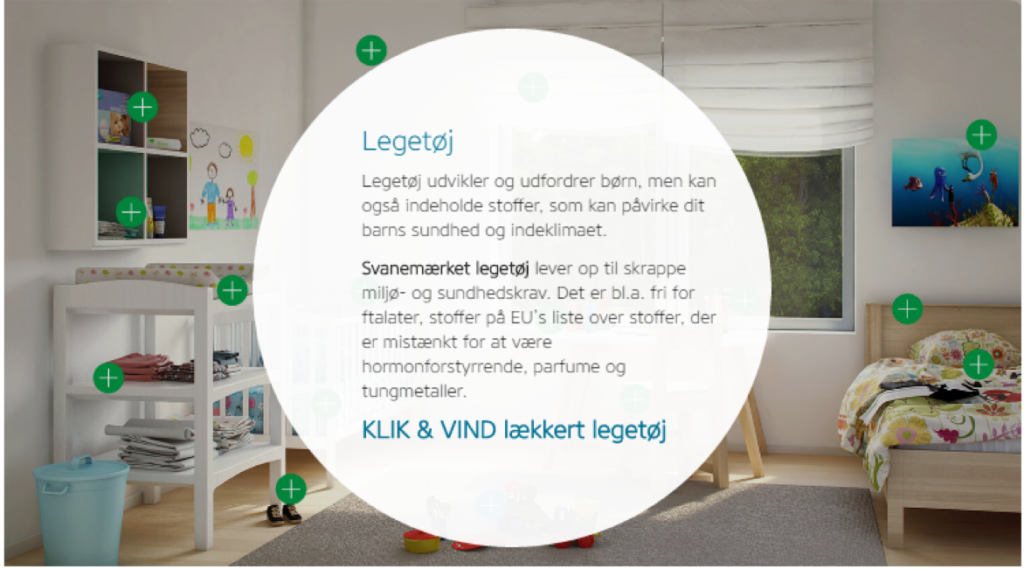 Legetøj
Legetøj udvikler og udfordrer børn, men kan
også indeholde stoffer, som kan påvirke dit
barns sundhed og indeklimaet.
Svanemærket legetøj lever op til skrappe
miljø- og sundhedskrav. Det er bl.a. fri for
ftalater, stoffer på EU's liste over stoffer, der
er mistænkt for at være
hormonforstyrrende, parfume og
tungmetaller.
KLIK & VIND lækkert legetøj